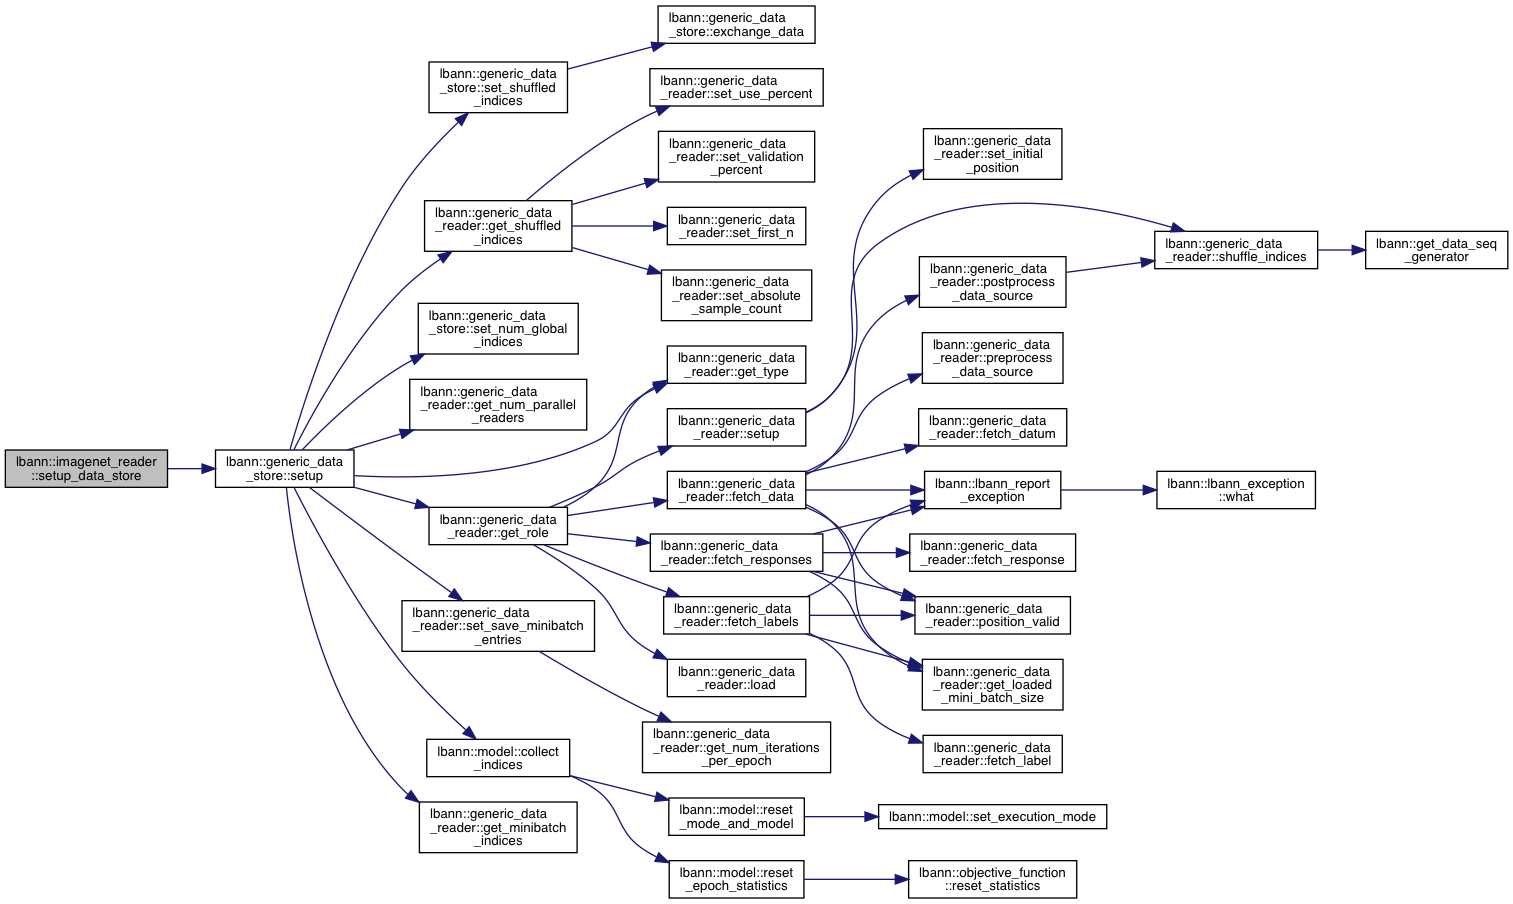 lbann::imagenet_reader
::setup_data_store
lbann::generic_data
_store::setup
lbann::generic_data
_store::set_shuffled
_indices
lbann::generic_data
_reader::get_shuffled
_indices
lbann::generic_data
_store::set_num_global
_indices
lbann::generic_data
_reader::get_num_parallel
_readers
lbann::generic_data
_reader::get_role
lbann::generic_data
_reader::set_save_minibatch
_entries
lbann::model::collect
_indices
lbann::generic_data
_reader::get_minibatch
_indices
lbann::generic_data
_store::exchange_data
lbann::generic_data
_reader::set_use_percent
lbann::generic_data
_reader::set_validation
_percent
lbann::generic_data
_reader::set_first_n
lbann::generic_data
_reader::set_absolute
_sample_count
lbann::generic_data
_reader::get_type
lbann::generic_data
_reader::setup
lbann::generic_data
_reader::fetch_data
lbann::generic_data
_reader::fetch_responses
lbann::generic_data
_reader::fetch_labels
lbann::generic_data
_reader::load
lbann::generic_data
_reader::get_num_iterations
_per_epoch
lbann::model::reset
_mode_and_model
lbann::model::reset
_epoch_statistics
lbann::generic_data
_reader::set_initial
_position
lbann::generic_data
_reader::postprocess
_data_source
lbann::generic_data
_reader::preprocess
_data_source
lbann::generic_data
_reader::fetch_datum
lbann::lbann_report
_exception
lbann::generic_data
_reader::fetch_response
lbann::generic_data
_reader::position_valid
lbann::generic_data
_reader::get_loaded
_mini_batch_size
lbann::generic_data
_reader::fetch_label
lbann::model::set_execution_mode
lbann::objective_function
::reset_statistics
lbann::generic_data
_reader::shuffle_indices
lbann::lbann_exception
::what
lbann::get_data_seq
_generator